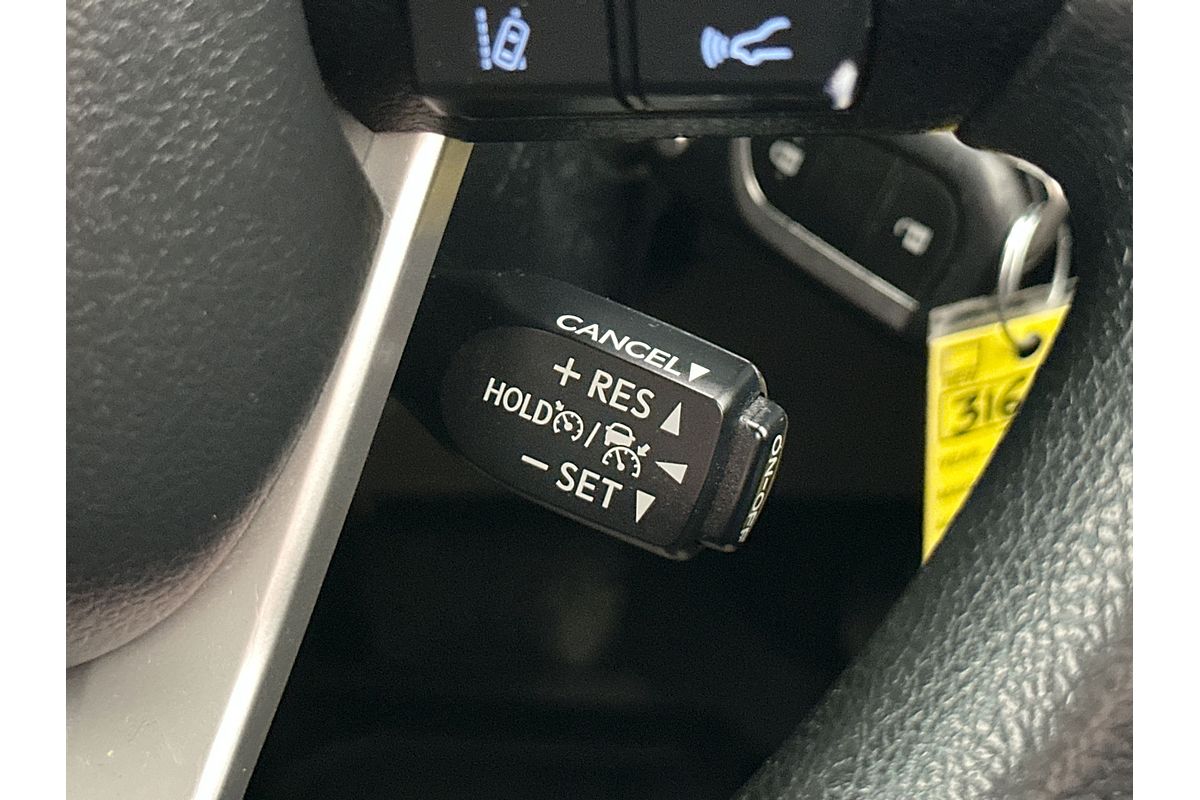 CANCEL▼
+ RES ▲
HOLD / ◀
− SET ▼
ON-OFF
316